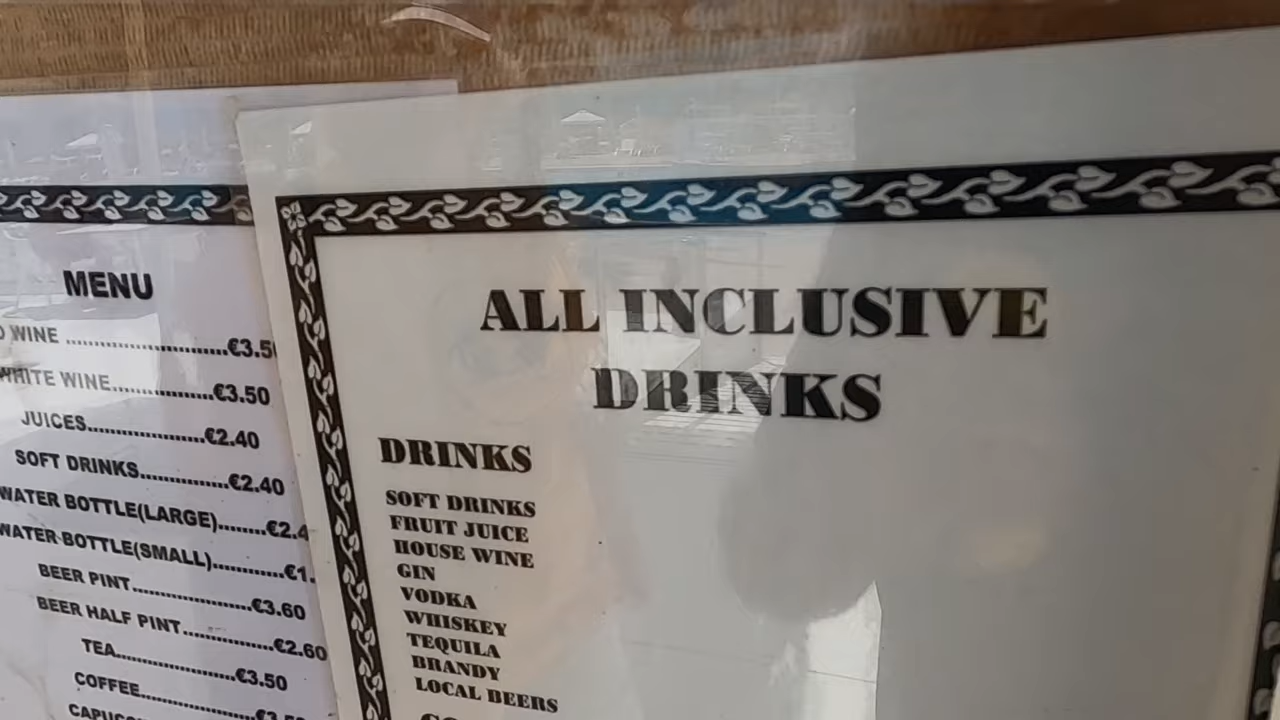 MENU
WINE ........................€3.5
WHITE WINE...............€3.50
JUICES....................€2.40
SOFT DRINKS...............€2.40
WATER BOTTLE(LARGE)........€2.4
WATER BOTTLE(SMALL)............€1.
BEER PINT....................€3.60
BEER HALF PINT...............€2.60
TEA....................€3.50
COFFEE....................€3.5
ALL INCLUSIVE
DRINKS
DRINKS
SOFT DRINKS
FRUIT JUICE
HOUSE WINE
GIN
VODKA
WHISKEY
TEQUILA
BRANDY
LOCAL BEERS